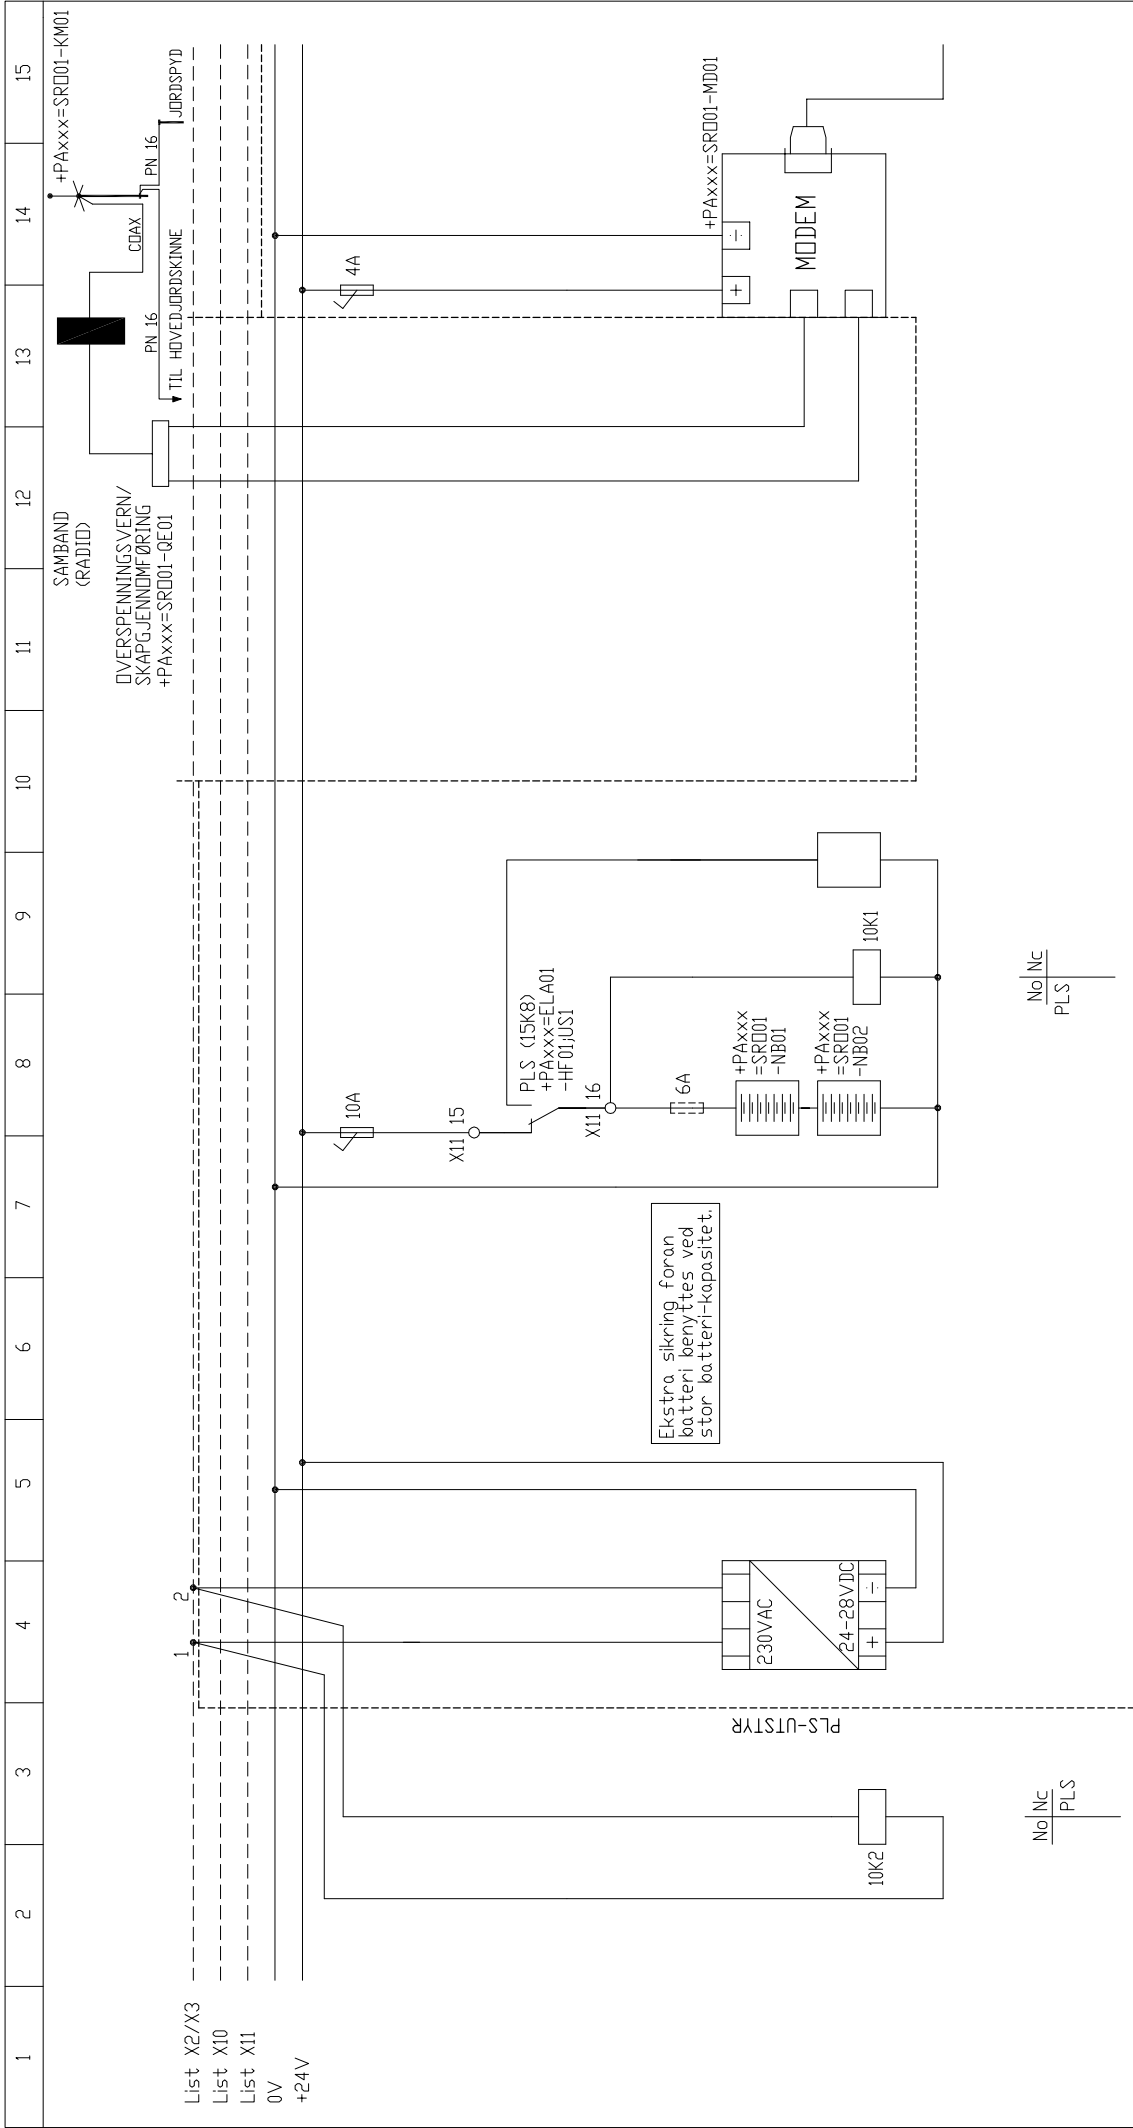 1 2 3 4 5 6 7 8 9 10 11 12 13 14 15
List X2/X3
List X10
List X11
0V
+24V
1
2
10K2
No Nc
PLS
PLS-UTSTYR
230VAC
24-28VDC
+
-
Ekstra sikring foran
batteri benyttes ved
stor batteri-kapasitet.
10A
X11 15
PLS (15K8)
+PAxxx=ELA01
-HF01;US1
X11 16
6A
+PAxxx
=SRO01
-NB01
+PAxxx
=SRO01
-NB02
10K1
No Nc
PLS
SAMBAND
(RADIO)
OVERSPENNINGSVERN/
SKAPGJENNOMFØRING
+PAxxx=SRO01-QE01
+PAxxx=SRO01-KM01
COAX
PN 16
JORDSPYD
PN 16
TIL HOVEDJORDSKINNE
4A
+PAxxx=SRO01-MD01
+
-
MODEM